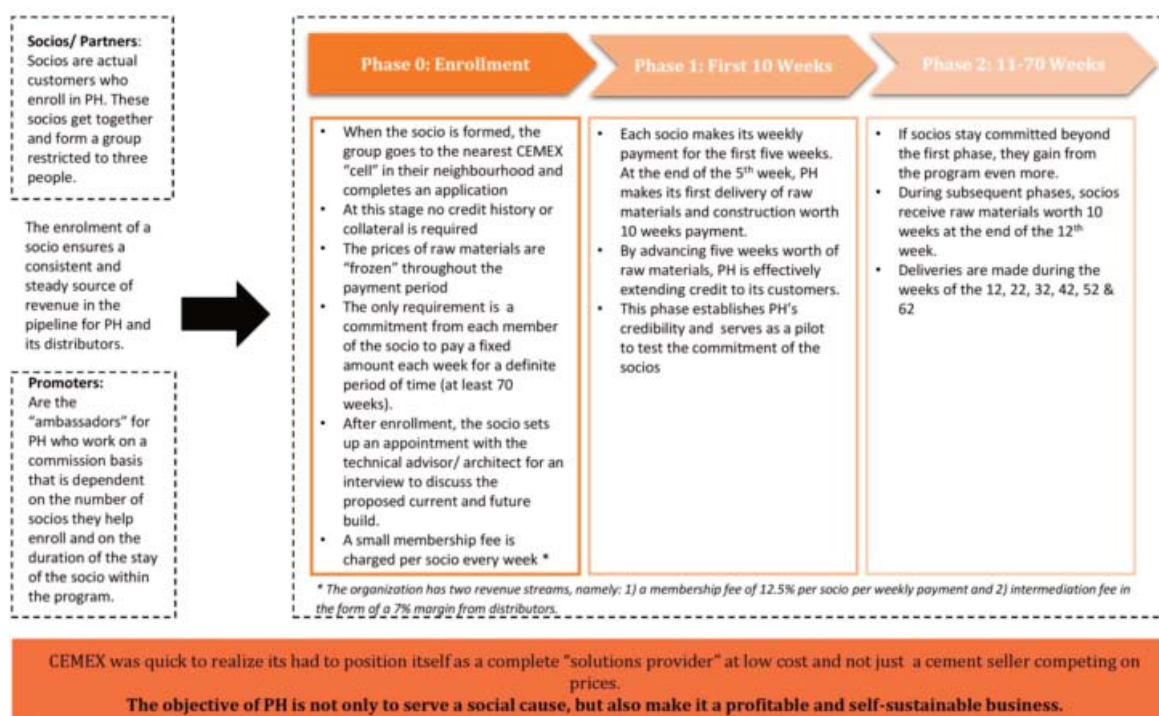 Socios/ Partners:
Socios are actual
customers who
enroll in PH. These
socios get together
and form a group
restricted to three
people.
The enrolment of a
socio ensures a
consistent and
steady source of
revenue in the
pipeline for PH and
its distributors.
Promoters:
Are the
"ambassadors" for
PH who work on a
commission basis
that is dependent
on the number of
socios they help
enroll and on the
duration of the stay
of the socio within
the program.
Phase 0: Enrollment
• When the socio is formed, the
group goes to the nearest CEMEX
"cell" in their neighbourhood and
completes an application
• At this stage no credit history or
collateral is required
• The prices of raw materials are
"frozen" throughout the
payment period
• The only requirement is a
commitment from each member
of the socio to pay a fixed
amount each week for a definite
period of time (at least 70
weeks).
• After enrollment, the socio sets
up an appointment with the
technical advisor/ architect for an
interview to discuss the
proposed current and future
build.
• A small membership fee is
charged per socio every week *
Phase 1: First 10 Weeks
• Each socio makes its weekly
payment for the first five weeks.
At the end of the 5th week, PH
makes its first delivery of raw
materials and construction worth
10 weeks payment.
• By advancing five weeks worth of
raw materials, PH is effectively
extending credit to its customers.
• This phase establishes PH's
credibility and serves as a pilot
to test the commitment of the
socios
Phase 2: 11-70 Weeks
• If socios stay committed beyond
the first phase, they gain from
the program even more.
• During subsequent phases, socios
receive raw materials worth 10
weeks at the end of the 12th
week.
• Deliveries are made during the
weeks of the 12, 22, 32, 42, 52 &
62
* The organization has two revenue streams, namely: 1) a membership fee of 12.5% per socio per weekly payment and 2) intermediation fee in
the form of a 7% margin from distributors.
CEMEX was quick to realize its had to position itself as a complete "solutions provider" at low cost and not just a cement seller competing on
prices.
The objective of PH is not only to serve a social cause, but also make it a profitable and self-sustainable business.